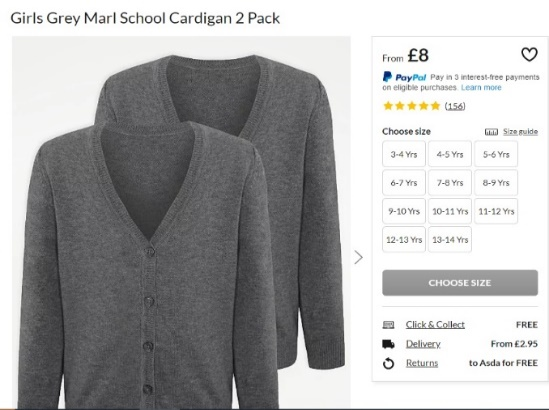 Girls Grey Marl School Cardigan 2 Pack
From £8
PayPal Pay in 3 interest-free payments
on eligible purchases. Learn more
(156)
Choose size Size guide
3-4 Yrs 4-5 Yrs 5-6 Yrs
6-7 Yrs 7-8 Yrs 8-9 Yrs
9-10 Yrs 10-11 Yrs 11-12 Yrs
12-13 Yrs 13-14 Yrs
CHOOSE SIZE
Click & Collect FREE
Delivery From £2.95
Returns to Asda for FREE